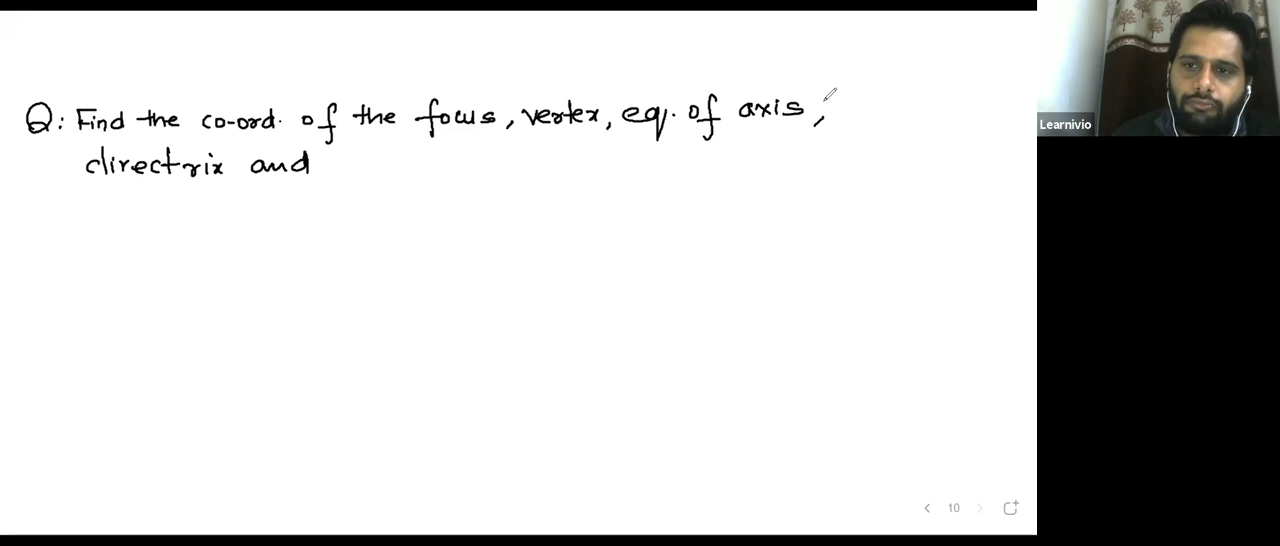 Q: Find the co-ord. of the focus, vertex, eq. of axis,
directrix and
Learnivio
10